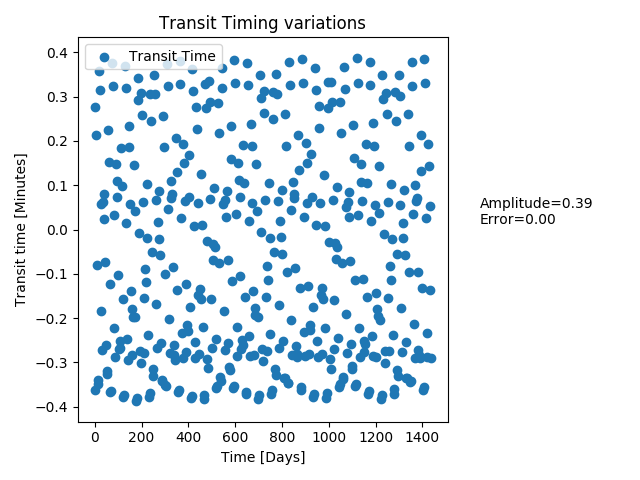 Transit Timing variations
Transit Time
0.4
0.3
0.2
0.1
0.0
−0.1
−0.2
−0.3
−0.4
Transit time [Minutes]
0 200 400 600 800 1000 1200 1400
Time [Days]
Amplitude=0.39
Error=0.00